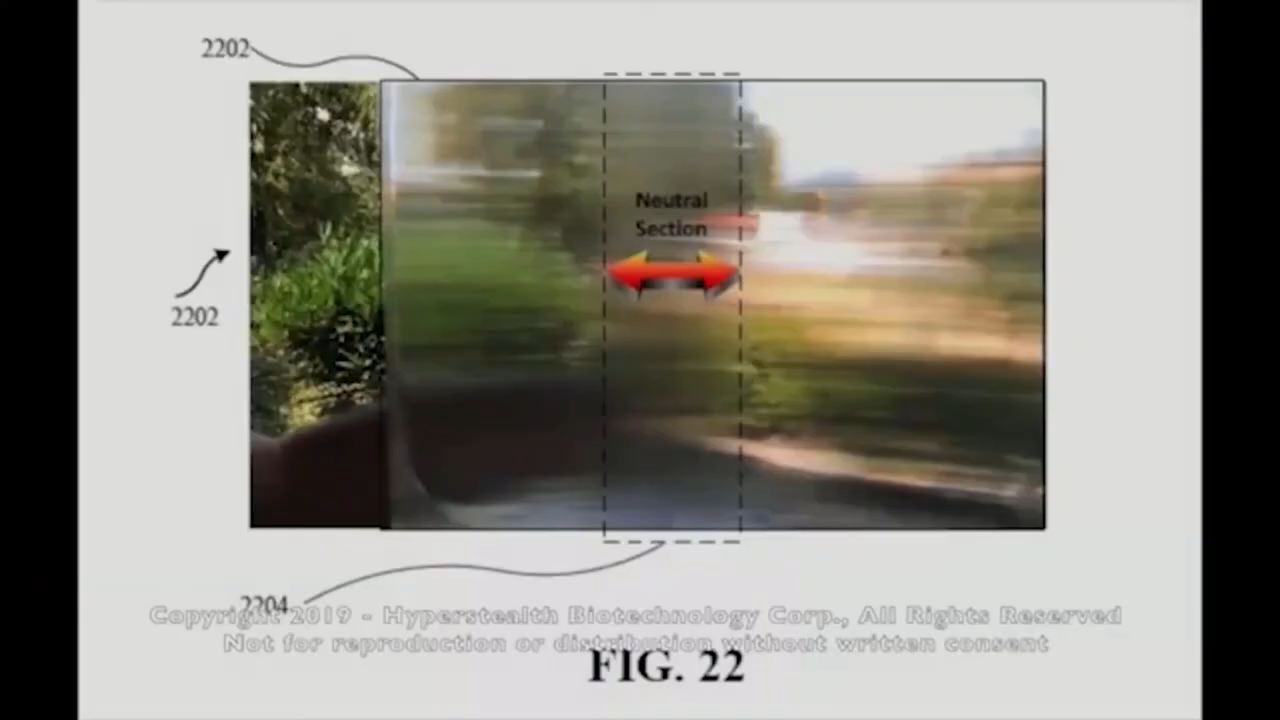 2202
Neutral
Section
2202
2204
Copyright 2019 - Hyperstealth Biotechnology Corp., All Rights Reserved
Not for reproduction or distribution without written consent
FIG. 22